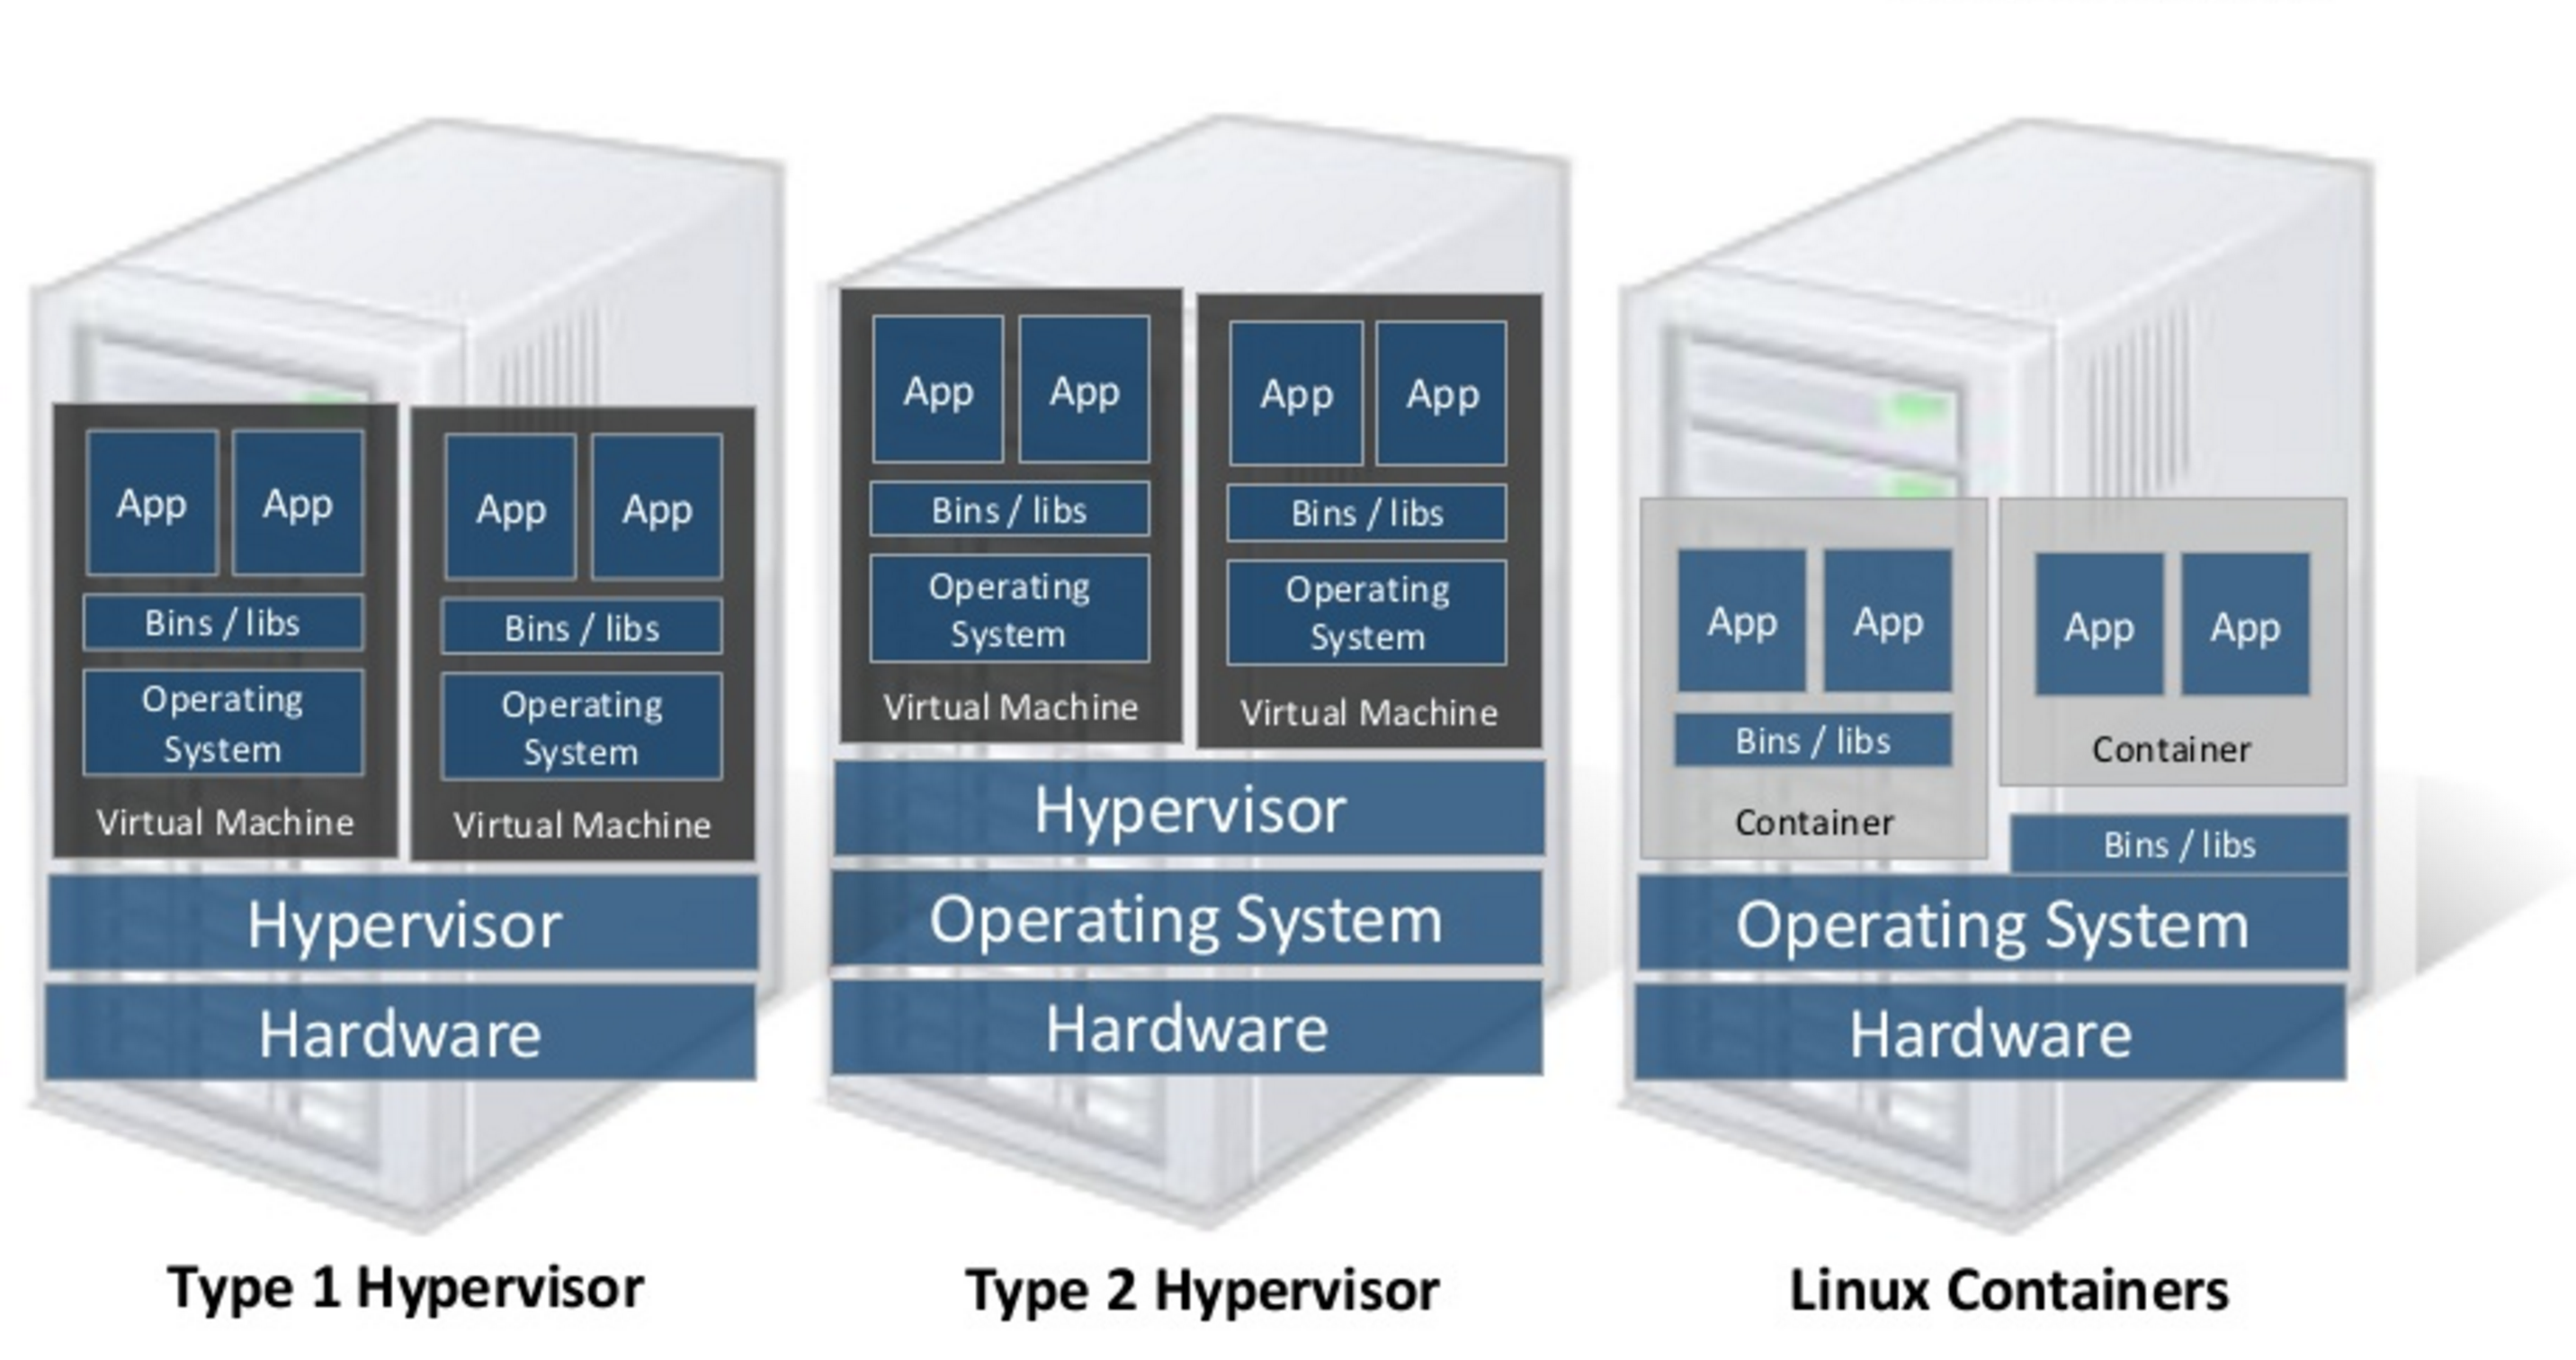 App App
Bins / libs
Operating
System
Virtual Machine
App App
Bins / libs
Operating
System
Virtual Machine
Hypervisor
Hardware
Type 1 Hypervisor
App App
Bins / libs
Operating
System
Virtual Machine
App App
Bins / libs
Operating
System
Virtual Machine
Hypervisor
Operating System
Hardware
Type 2 Hypervisor
App App
Bins / libs
Container
App App
Container
Bins / libs
Operating System
Hardware
Linux Containers